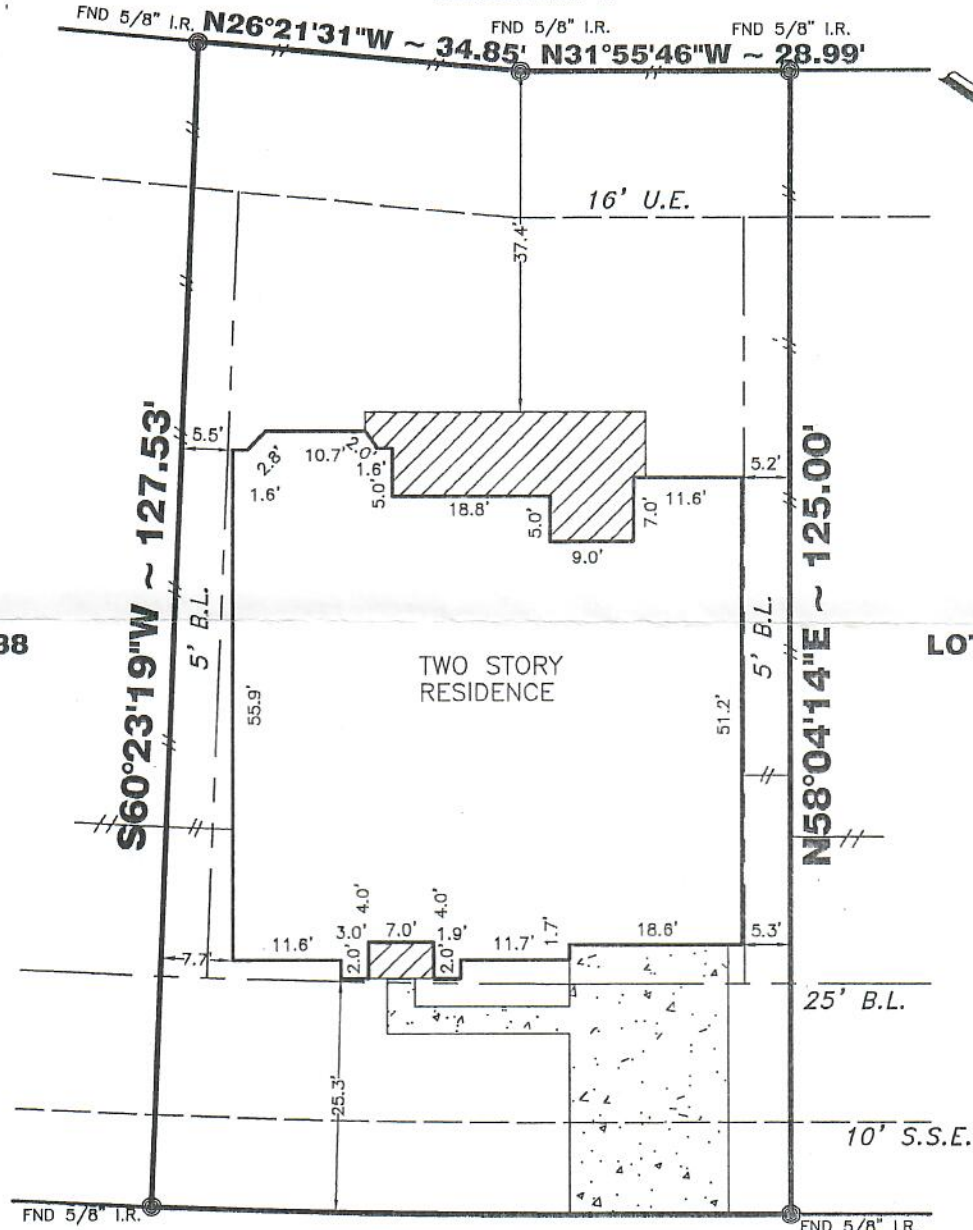 FND 5/8" I.R.
N26°21'31"W ~ 34.85'
FND 5/8" I.R.
N31°55'46"W ~ 28.99'
FND 5/8" I.R.
16' U.E.
37.4'
5.5'
2.8'
1.6'
10.7'
2.0'
1.6'
5.0'
18.8'
5.0'
9.0'
7.0'
11.6'
5.2'
S60°23'19"W ~ 127.53'
N58°04'14"E ~ 125.00'
5' B.L.
5' B.L.
LOT
TWO STORY
RESIDENCE
55.9'
51.2'
7.7'
11.6'
3.0'
2.0'
4.0'
7.0'
4.0'
1.9'
2.0'
11.7'
1.7'
18.6'
5.3'
25' B.L.
25.3'
10' S.S.E.
FND 5/8" I.R.
FND 5/8" I.R.